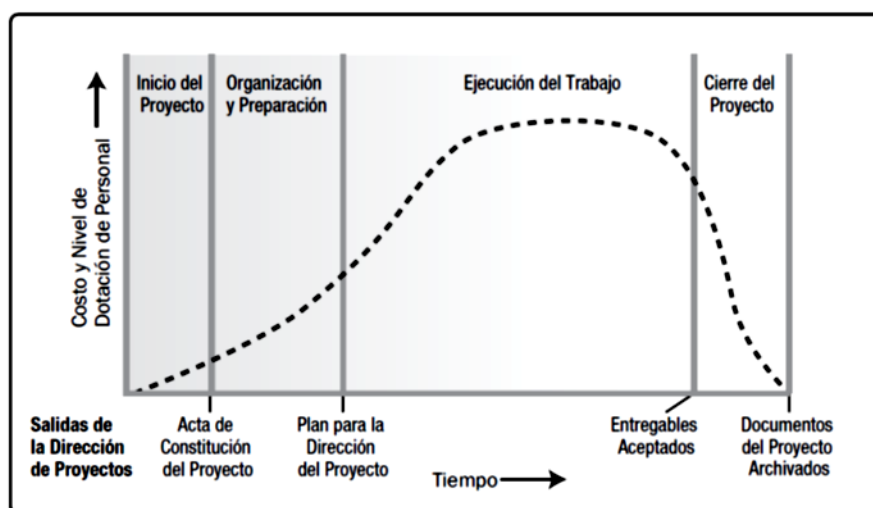 Inicio del
Proyecto
Organización
y Preparación
Ejecución del Trabajo
Cierre del
Proyecto
Costo y Nivel de
Dotación de Personal
Salidas de
la Dirección
de Proyectos
Acta de
Constitución
del Proyecto
Plan para la
Dirección
del Proyecto
Entregables
Aceptados
Documentos
del Proyecto
Archivados
Tiempo